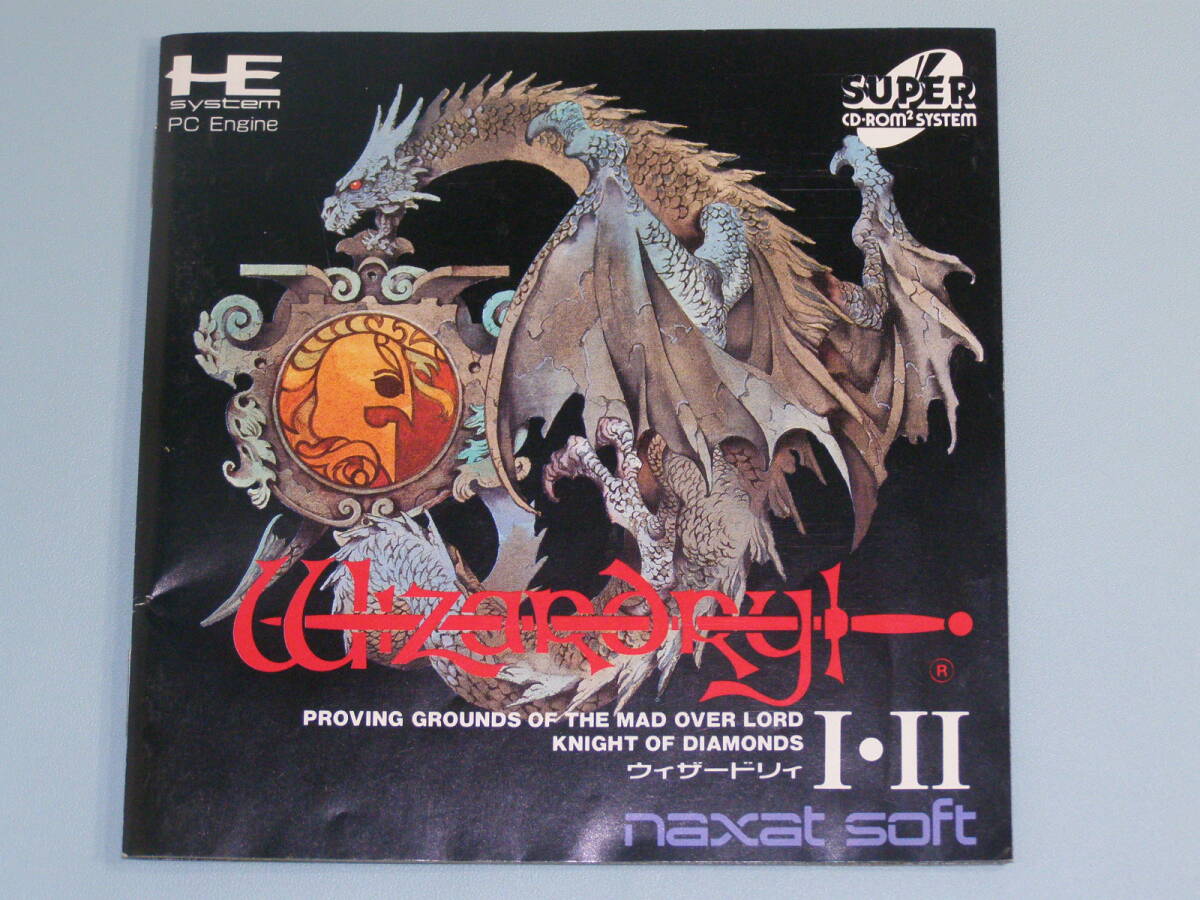 HE
system
PC Engine
SUPER
CD-ROM² SYSTEM
Wizardry
®
PROVING GROUNDS OF THE MAD OVER LORD
KNIGHT OF DIAMONDS
ウィザードリィ
I・II
naxat soft